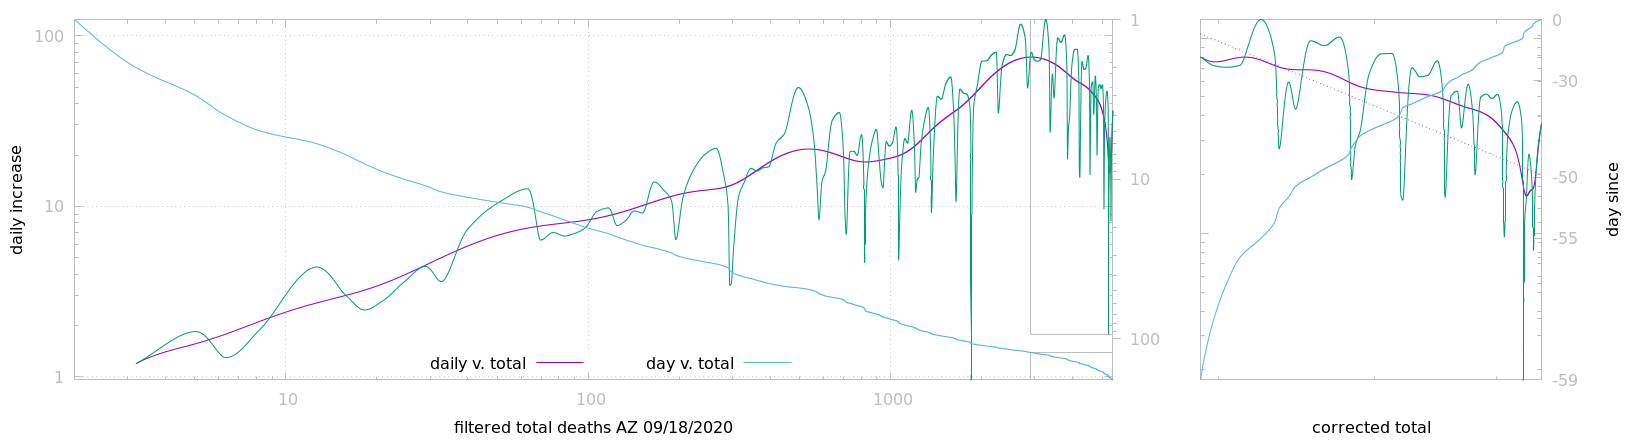 100
10
1
daily increase
10
100
1000
filtered total deaths AZ 09/18/2020
daily v. total
day v. total
1
10
100
0
-30
-50
-55
-59
day since
corrected total